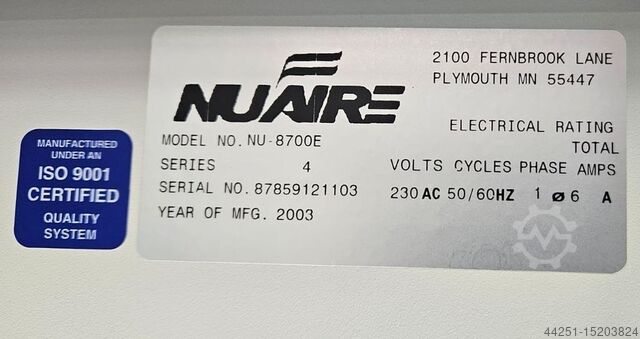 2100 FERNBROOK LANE
PLYMOUTH MN 55447
NUAIRE
ELECTRICAL RATING
TOTAL
MODEL NO. NU-8700E
SERIES 4
VOLTS CYCLES PHASE AMPS
SERIAL NO. 87859121103
230 AC 50/60HZ 1 ø 6 A
YEAR OF MFG. 2003
MANUFACTURED
UNDER AN
ISO 9001
CERTIFIED
QUALITY
SYSTEM
44251-15203824